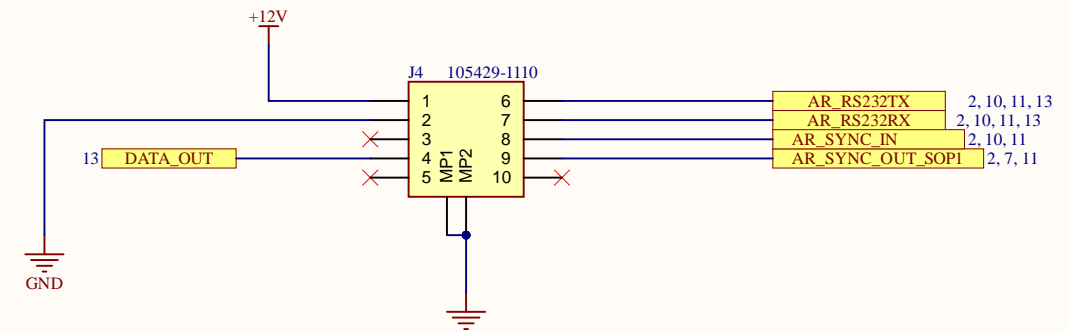 +12V
J4 105429-1110
1 6 AR_RS232TX 2, 10, 11, 13
2 7 AR_RS232RX 2, 10, 11, 13
3 8 AR_SYNC_IN 2, 10, 11
13 DATA_OUT 4 9 AR_SYNC_OUT_SOP1 2, 7, 11
5 10
MP1
MP2
GND